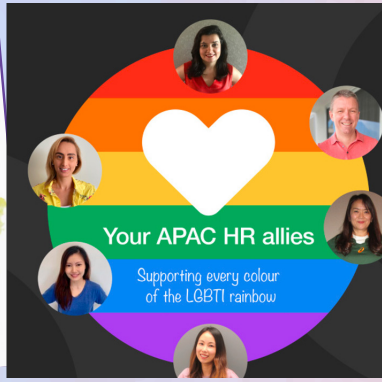 Your APAC HR allies
Supporting every colour
of the LGBTI rainbow